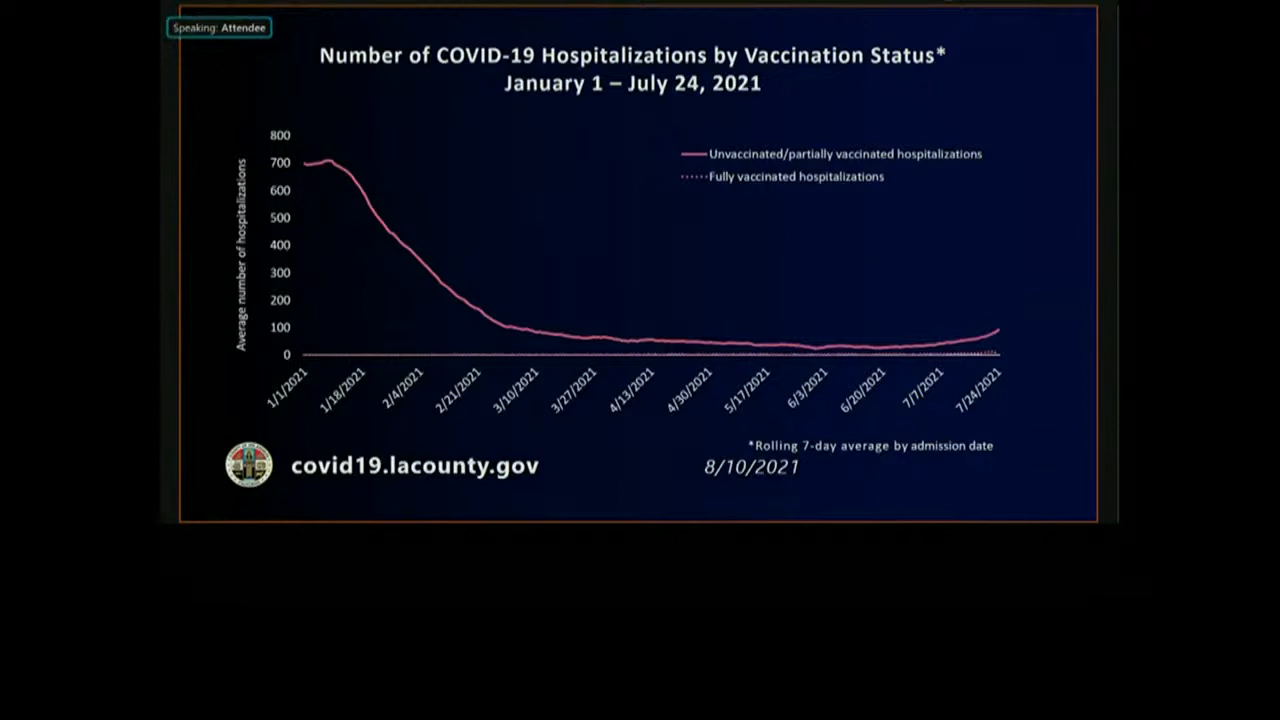 Speaking: Attendee
Number of COVID-19 Hospitalizations by Vaccination Status*
January 1 – July 24, 2021
Average number of hospitalizations
800
700
600
500
400
300
200
100
0
Unvaccinated/partially vaccinated hospitalizations
Fully vaccinated hospitalizations
1/1/2021
1/18/2021
2/4/2021
2/21/2021
3/10/2021
3/27/2021
4/13/2021
4/30/2021
5/17/2021
6/3/2021
6/20/2021
7/7/2021
7/24/2021
*Rolling 7-day average by admission date
covid19.lacounty.gov
8/10/2021